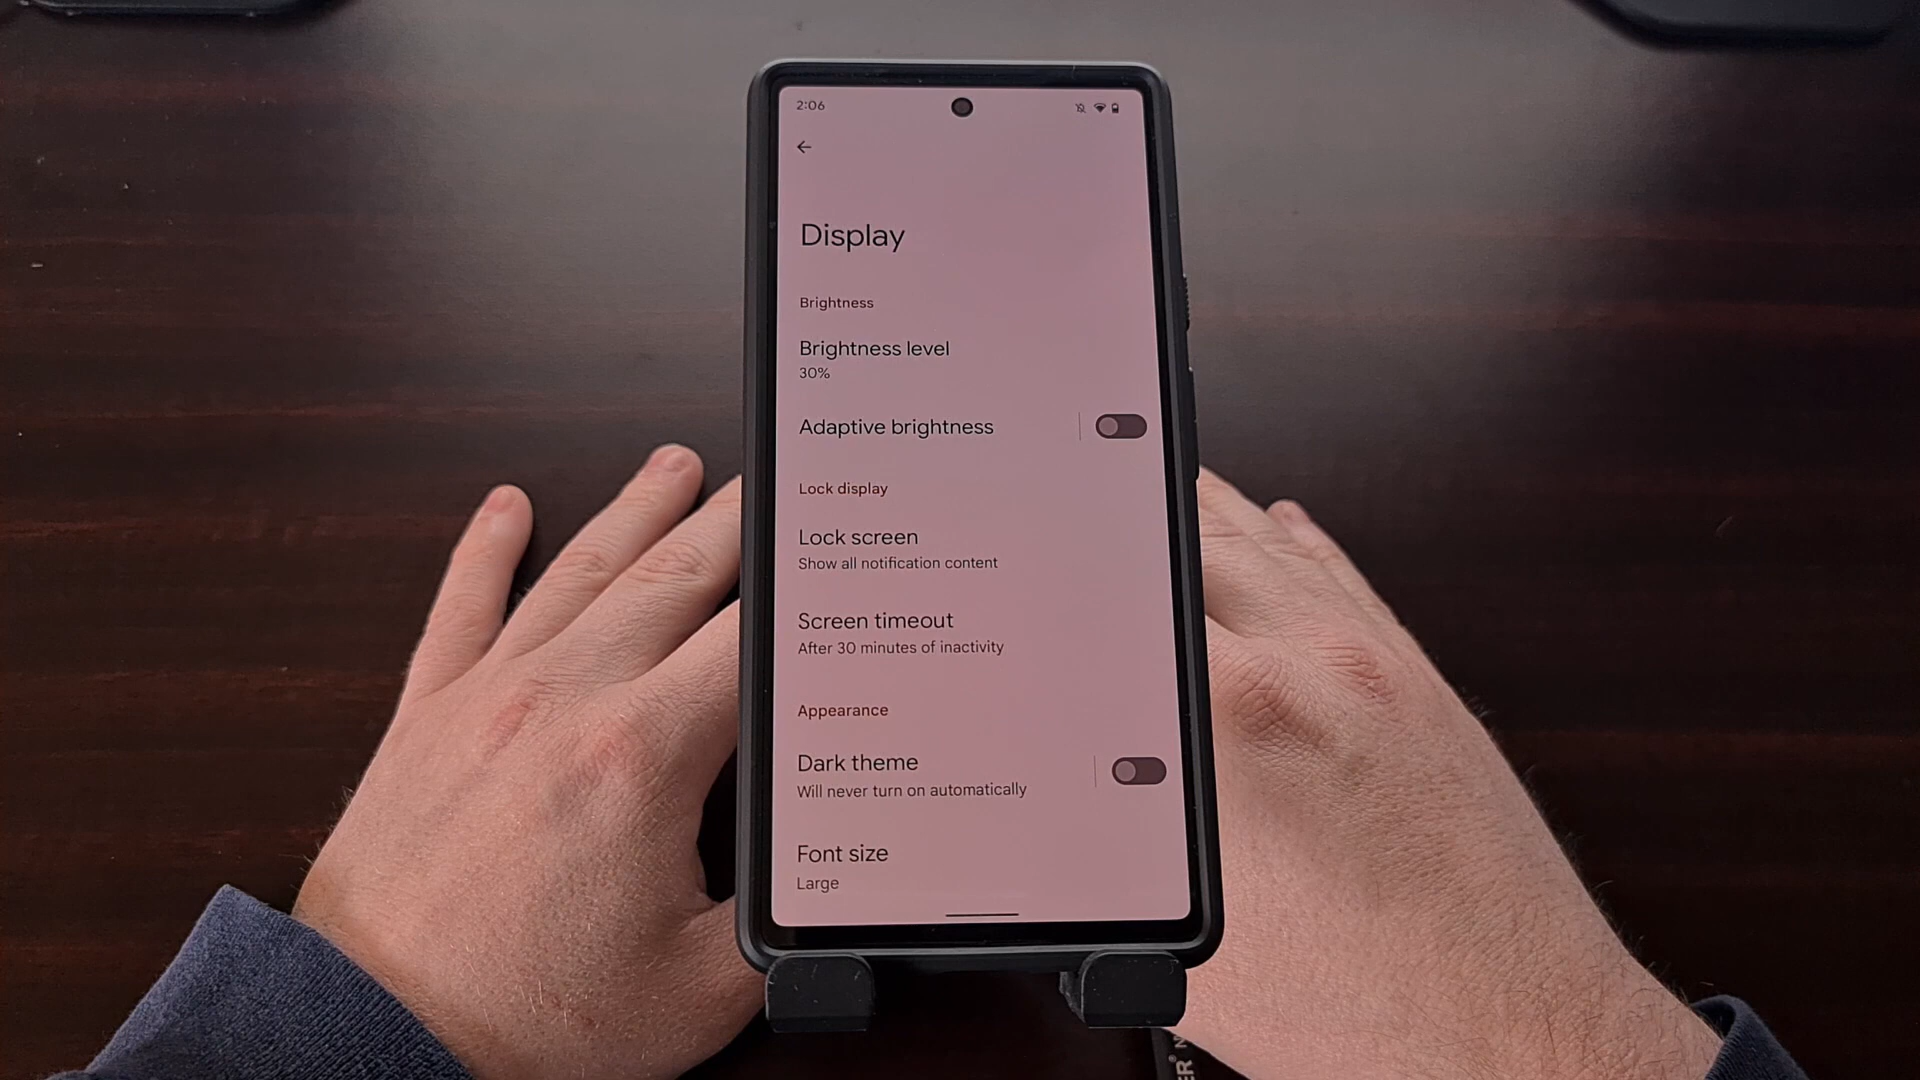 2:06
Display
Brightness
Brightness level
30%
Adaptive brightness
Lock display
Lock screen
Show all notification content
Screen timeout
After 30 minutes of inactivity
Appearance
Dark theme
Will never turn on automatically
Font size
Large